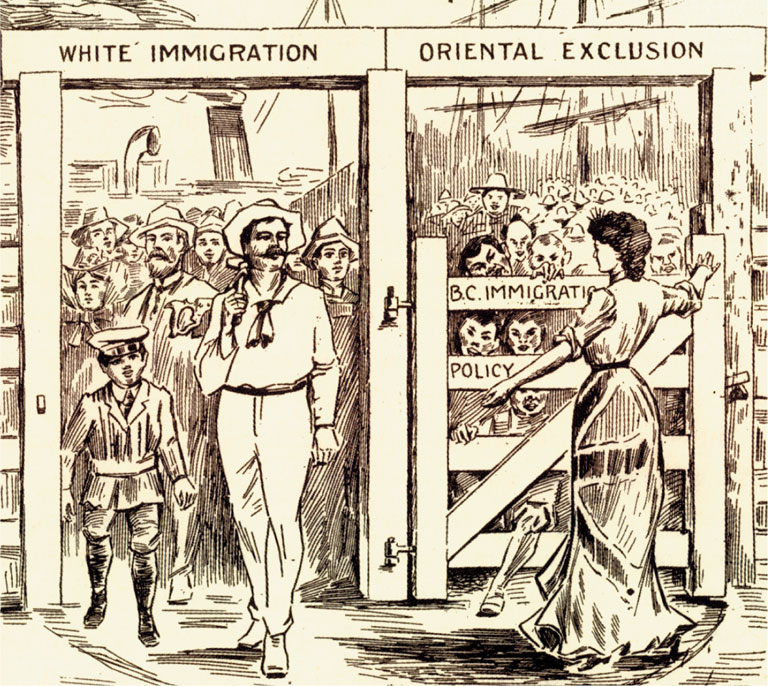 WHITE IMMIGRATION
ORIENTAL EXCLUSION
B.C. IMMIGRATIO
POLICY